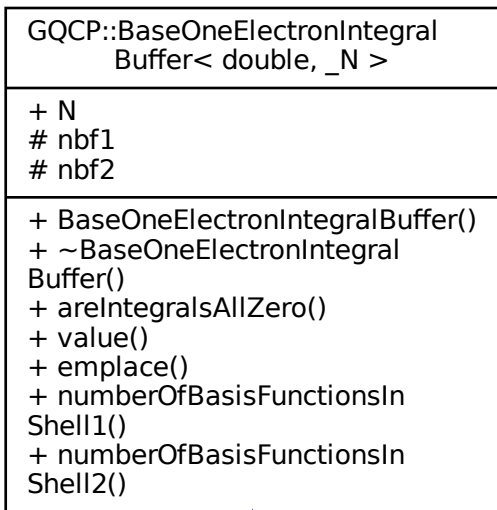 GQCP::BaseOneElectronIntegral
Buffer< double, _N >
+ N
# nbf1
# nbf2
+ BaseOneElectronIntegralBuffer()
+ ~BaseOneElectronIntegral
Buffer()
+ areIntegralsAllZero()
+ value()
+ emplace()
+ numberOfBasisFunctionsIn
Shell1()
+ numberOfBasisFunctionsIn
Shell2()